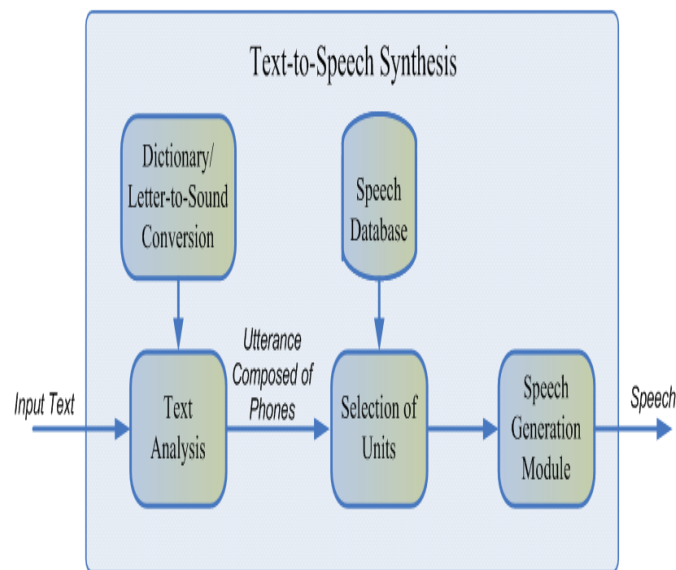 Text-to-Speech Synthesis
Dictionary/
Letter-to-Sound
Conversion
Speech
Database
Input Text
Text
Analysis
Utterance
Composed of
Phones
Selection of
Units
Speech
Generation
Module
Speech